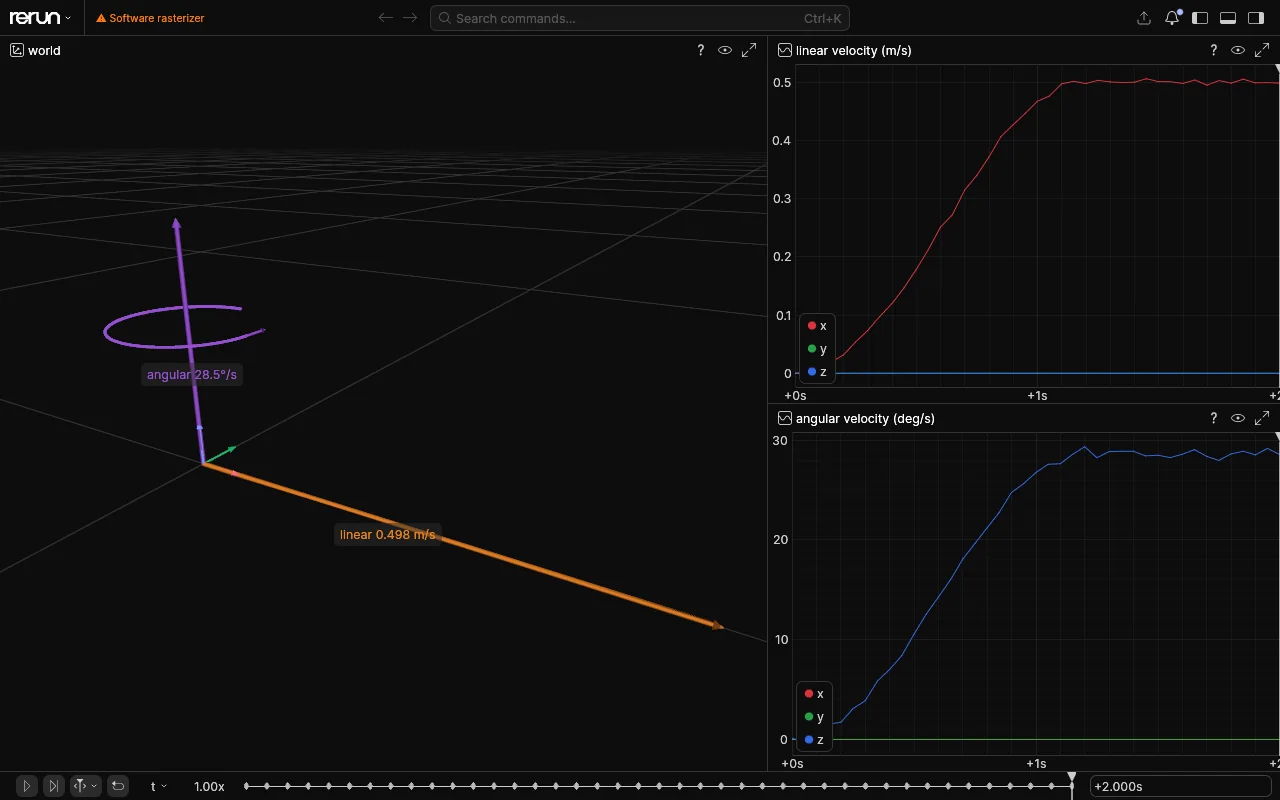 rerun
Software rasterizer
Search commands...
Ctrl+K
world
?
angular 28.5°/s
linear 0.498 m/s
linear velocity (m/s)
?
0.5
0.4
0.3
0.2
0.1
0
x
y
z
+0s
+1s
+2
angular velocity (deg/s)
?
30
20
10
0
x
y
z
+0s
+1s
+2
t
1.00x
+2.000s